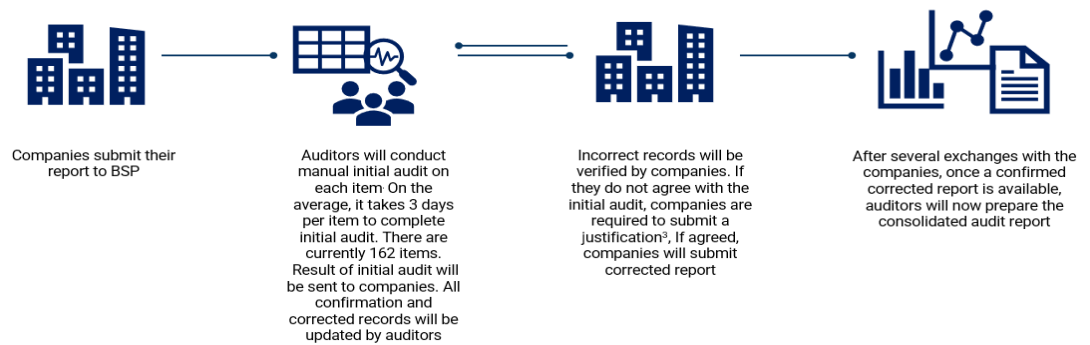 Companies submit their
report to BSP
Auditors will conduct
manual initial audit on
each item On the
average, it takes 3 days
per item to complete
initial audit. There are
currently 162 items.
Result of initial audit will
be sent to companies. All
confirmation and
corrected records will be
updated by auditors
Incorrect records will be
verified by companies. If
they do not agree with the
initial audit, companies are
required to submit a
justification³, If agreed,
companies will submit
corrected report
After several exchanges with the
companies, once a confirmed
corrected report is available,
auditors will now prepare the
consolidated audit report